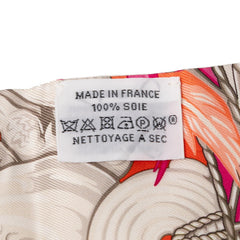 MADE IN FRANCE
100% SOIE
NETTOYAGE A SEC